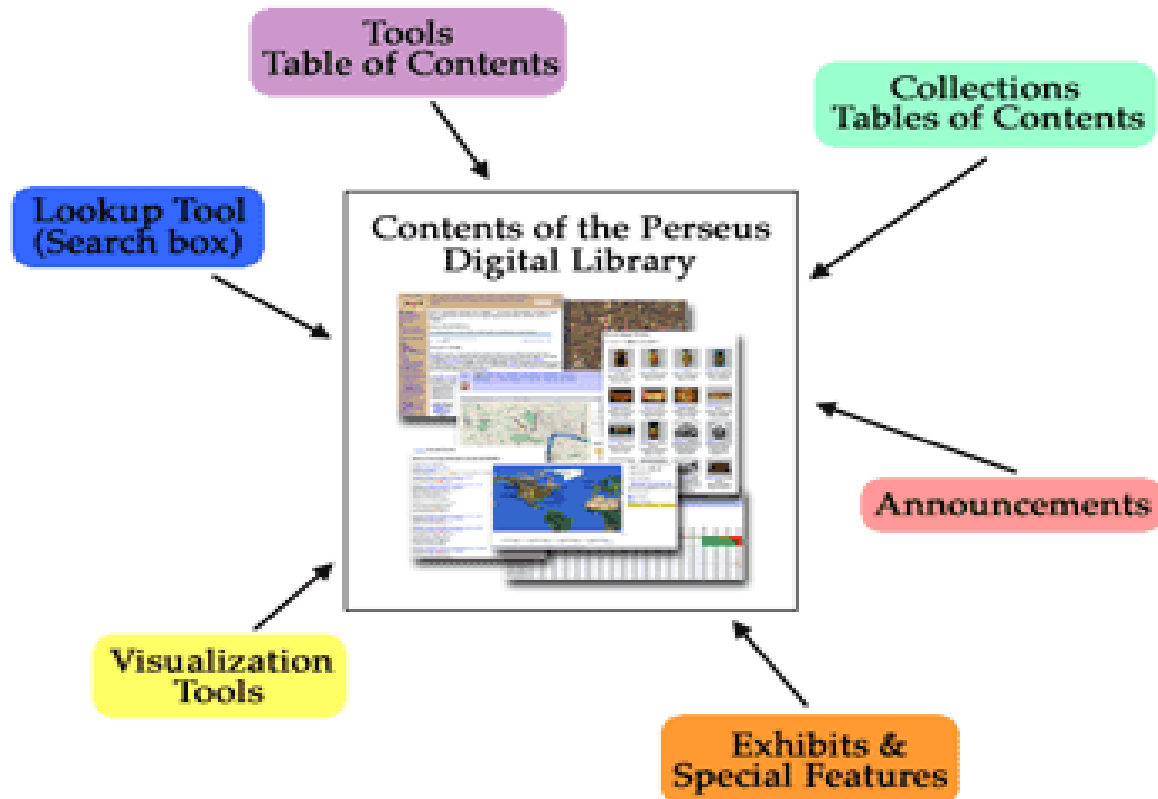 Tools
Table of Contents
Collections
Tables of Contents
Lookup Tool
(Search box)
Contents of the Perseus
Digital Library
Announcements
Visualization
Tools
Exhibits &
Special Features